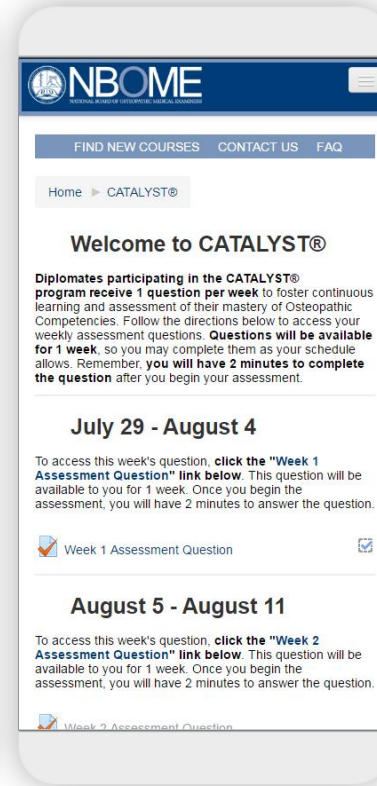 NBOME
NATIONAL BOARD OF OSTEOPATHIC MEDICAL EXAMINERS
FIND NEW COURSES CONTACT US FAQ
Home ► CATALYST®
Welcome to CATALYST®
Diplomates participating in the CATALYST®
program receive 1 question per week to foster continuous
learning and assessment of their mastery of Osteopathic
Competencies. Follow the directions below to access your
weekly assessment questions. Questions will be available
for 1 week, so you may complete them as your schedule
allows. Remember, you will have 2 minutes to complete
the question after you begin your assessment.
July 29 - August 4
To access this week's question, click the "Week 1
Assessment Question" link below. This question will be
available to you for 1 week. Once you begin the
assessment, you will have 2 minutes to answer the question.
Week 1 Assessment Question
August 5 - August 11
To access this week's question, click the "Week 2
Assessment Question" link below. This question will be
available to you for 1 week. Once you begin the
assessment, you will have 2 minutes to answer the question.
Week 2 Assessment Question